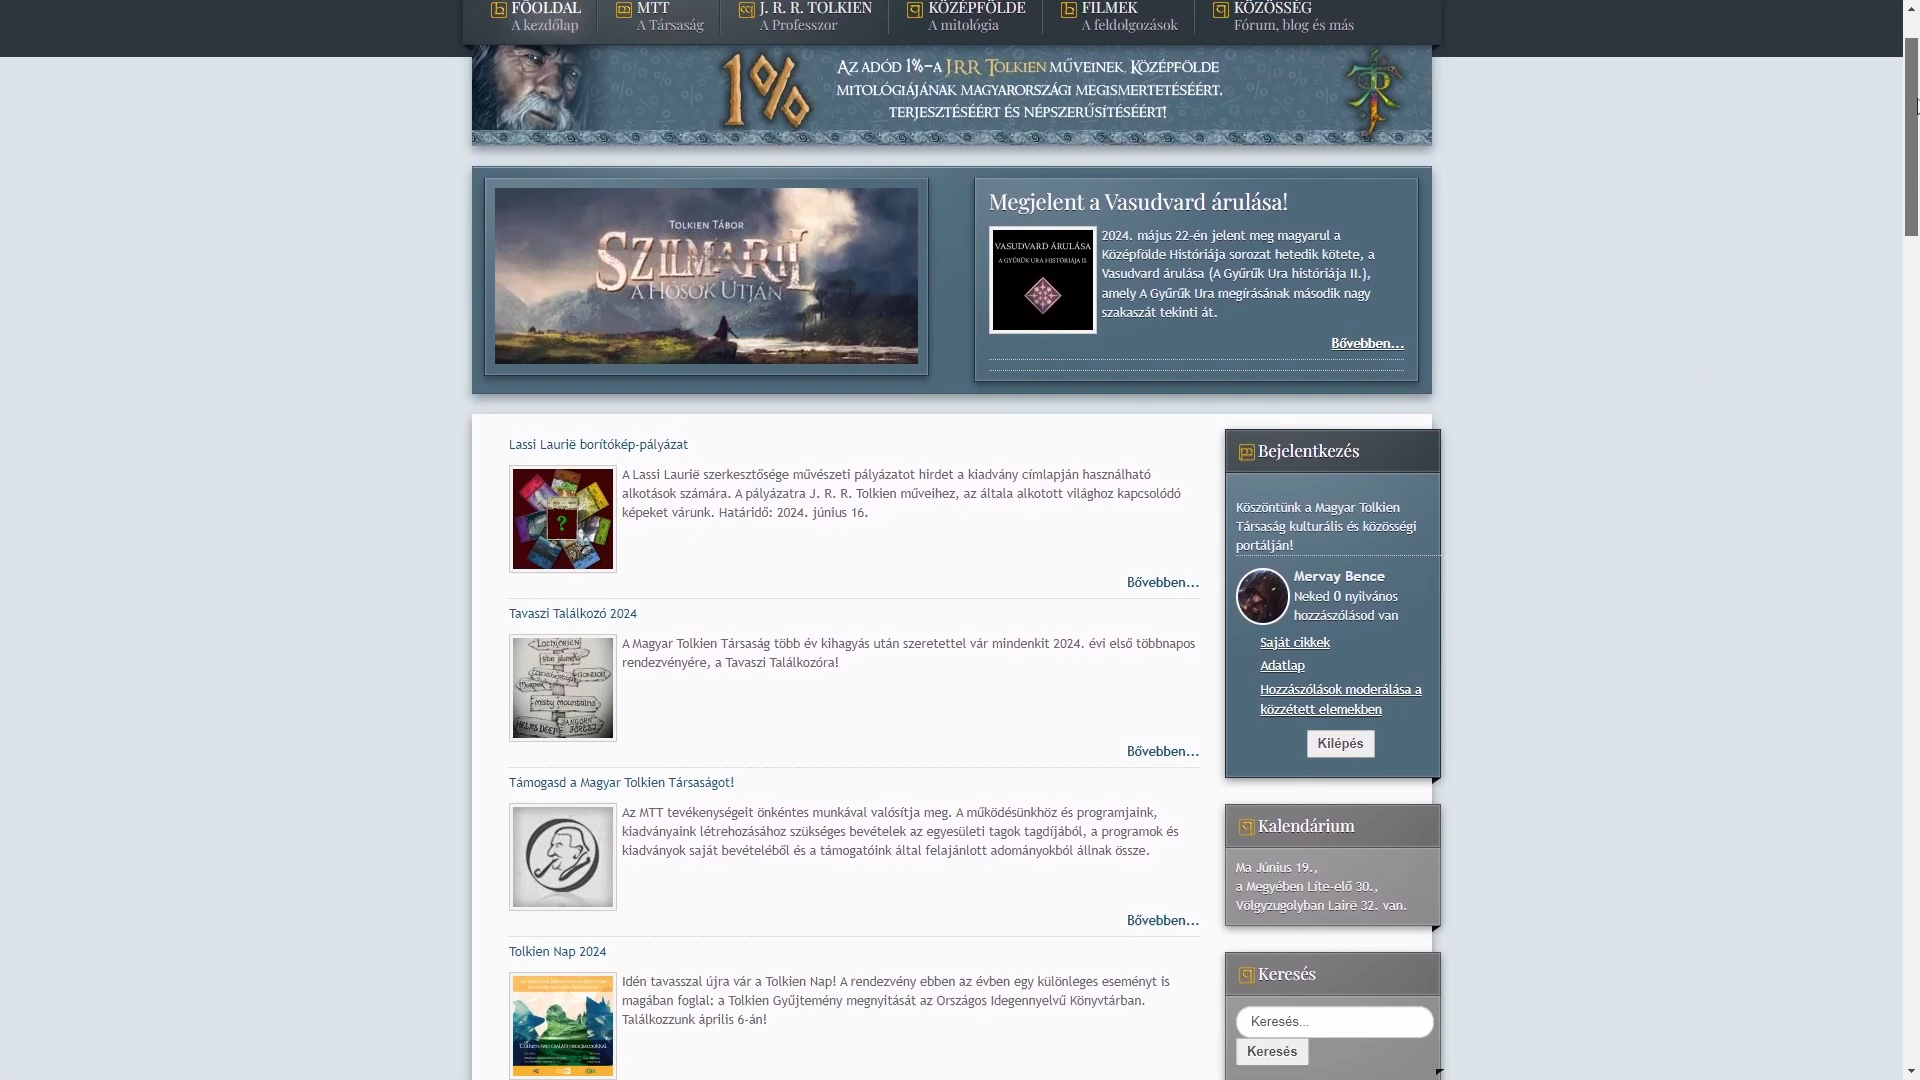 FŐOLDAL
A kezdőlap
MTT
A Társaság
J. R. R. TOLKIEN
A Professzor
KÖZÉPFÖLDE
A mitológia
FILMEK
A feldolgozások
KÖZÖSSÉG
Fórum, blog és más
1%
Az adód 1%-a JRR Tolkien műveinek, Középfölde
mitológiájának magyarországi megismertetéséért,
terjesztéséért és népszerűsítéséért!
TOLKIEN TÁBOR
SZILMARIL
A HŐSÖK ÚTJÁN
Megjelent a Vasudvard árulása!
VASUDVARD ÁRULÁSA
A GYŰRŰK URA HISTÓRIÁJA II.
2024. május 22-én jelent meg magyarul a
Középfölde Históriája sorozat hetedik kötete, a
Vasudvard árulása (A Gyűrűk Ura históriája II.),
amely A Gyűrűk Ura megírásának második nagy
szakaszát tekinti át.
Bővebben...
Lassi Laurië borítókép-pályázat
?
A Lassi Laurië szerkesztősége művészeti pályázatot hirdet a kiadvány címlapján használható
alkotások számára. A pályázatra J. R. R. Tolkien műveihez, az általa alkotott világhoz kapcsolódó
képeket várunk. Határidő: 2024. június 16.
Bővebben...
Tavaszi Találkozó 2024
LOTHLÓRIEN
GONDOR
Misty mountains
FANGORN
FOREST
HELMS DEEP
A Magyar Tolkien Társaság több év kihagyás után szeretettel vár mindenkit 2024. évi első többnapos
rendezvényére, a Tavaszi Találkozóra!
Bővebben...
Támogasd a Magyar Tolkien Társaságot!
Az MTT tevékenységeit önkéntes munkával valósítja meg. A működésünkhöz és programjaink,
kiadványaink létrehozásához szükséges bevételek az egyesületi tagok tagdíjából, a programok és
kiadványok saját bevételéből és a támogatóink által felajánlott adományokból állnak össze.
Bővebben...
Tolkien Nap 2024
Idén tavasszal újra vár a Tolkien Nap! A rendezvény ebben az évben egy különleges eseményt is
magában foglal: a Tolkien Gyűjtemény megnyitását az Országos Idegennyelvű Könyvtárban.
Találkozzunk április 6-án!
Bejelentkezés
Köszöntünk a Magyar Tolkien
Társaság kulturális és közösségi
portálján!
Mervay Bence
Neked 0 nyilvános
hozzászólásod van
Saját cikkek
Adatlap
Hozzászólások moderálása a
közzétett elemekben
Kilépés
Kalendárium
Ma Június 19.,
a Megyében Líte-elő 30.,
Völgyzugolyban Lairë 32. van.
Keresés
Keresés...
Keresés